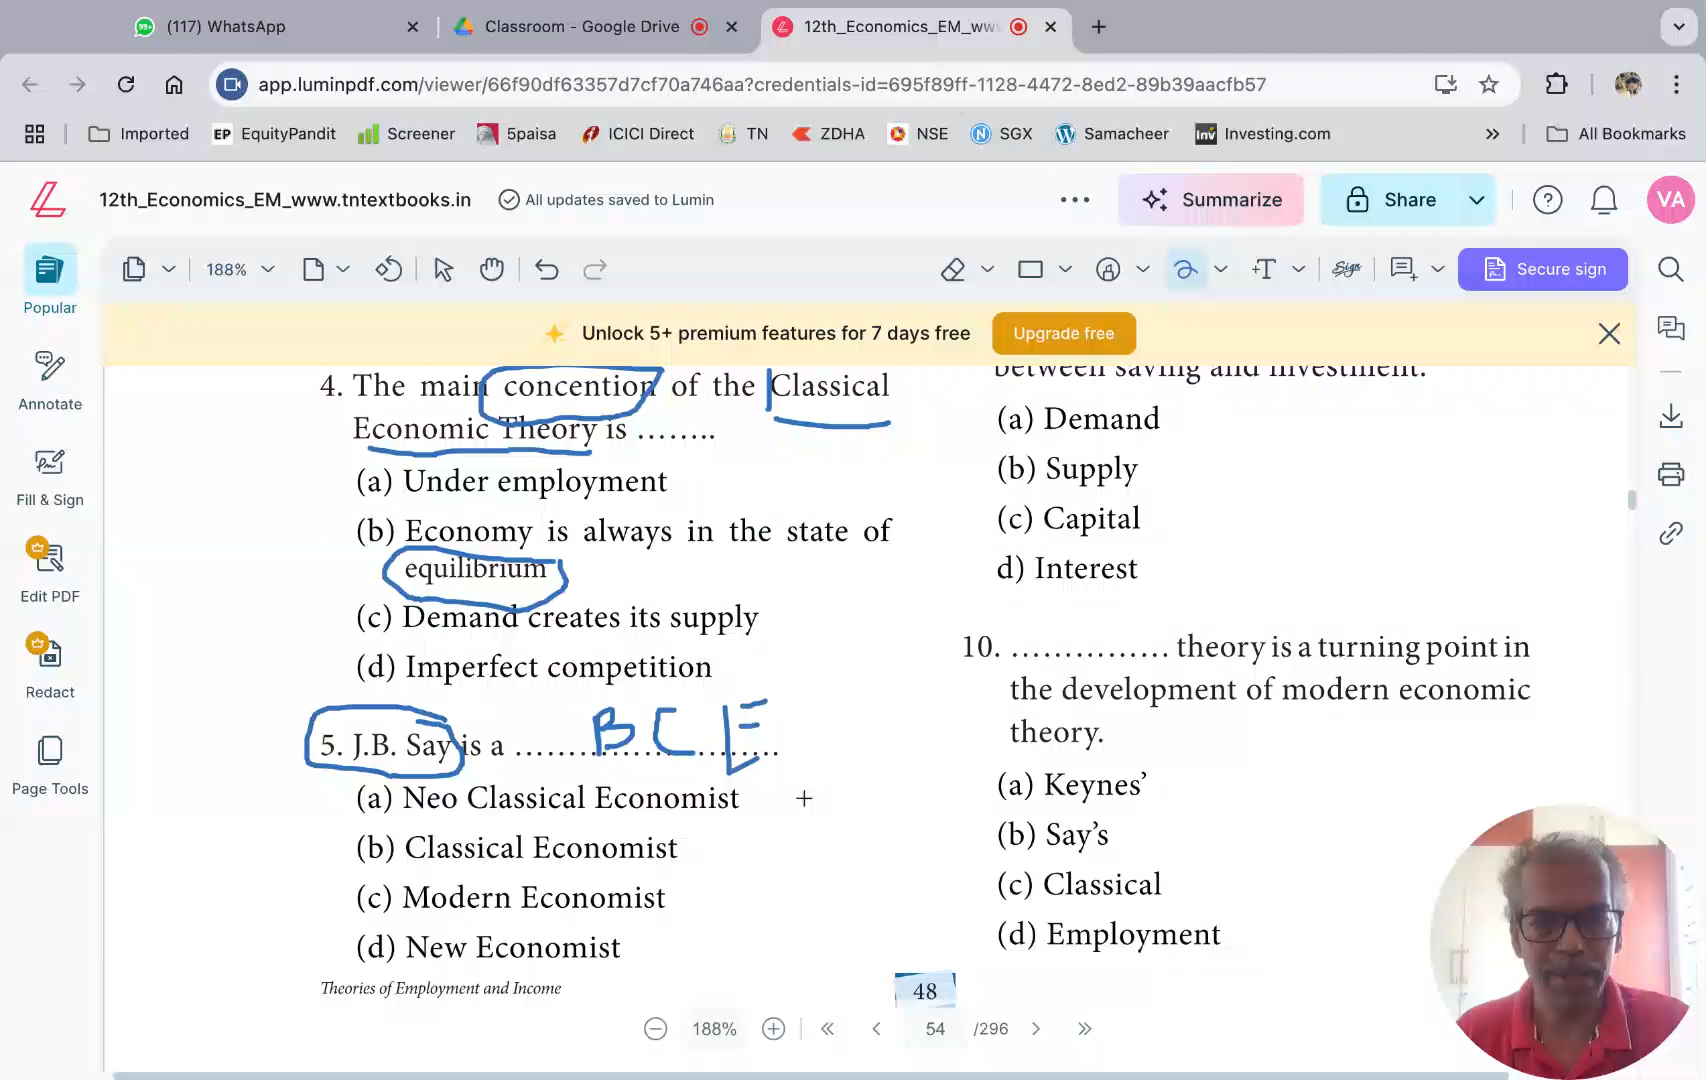 (117) WhatsApp
Classroom - Google Drive
12th_Economics_EM_ww
app.luminpdf.com/viewer/66f90df63357d7cf70a746aa?credentials-id=695f89ff-1128-4472-8ed2-89b39aacfb57
Imported
EP EquityPandit
Screener
5paisa
ICICI Direct
TN
ZDHA
NSE
N SGX
Samacheer
Inv Investing.com
All Bookmarks
12th_Economics_EM_www.tntextbooks.in
All updates saved to Lumin
Summarize
Share
VA
188%
Sign
Secure sign
Popular
Annotate
Fill & Sign
Edit PDF
Redact
Page Tools
Unlock 5+ premium features for 7 days free
Upgrade free
4. The main concention of the Classical
Economic Theory is ........
(a) Under employment
(b) Economy is always in the state of
equilibrium
(c) Demand creates its supply
(d) Imperfect competition
B C E
5. J.B. Say is a ..............................
(a) Neo Classical Economist
(b) Classical Economist
(c) Modern Economist
(d) New Economist
between saving and investment.
(a) Demand
(b) Supply
(c) Capital
d) Interest
10. ............... theory is a turning point in
the development of modern economic
theory.
(a) Keynes’
(b) Say’s
(c) Classical
(d) Employment
Theories of Employment and Income
48
188%
54 /296